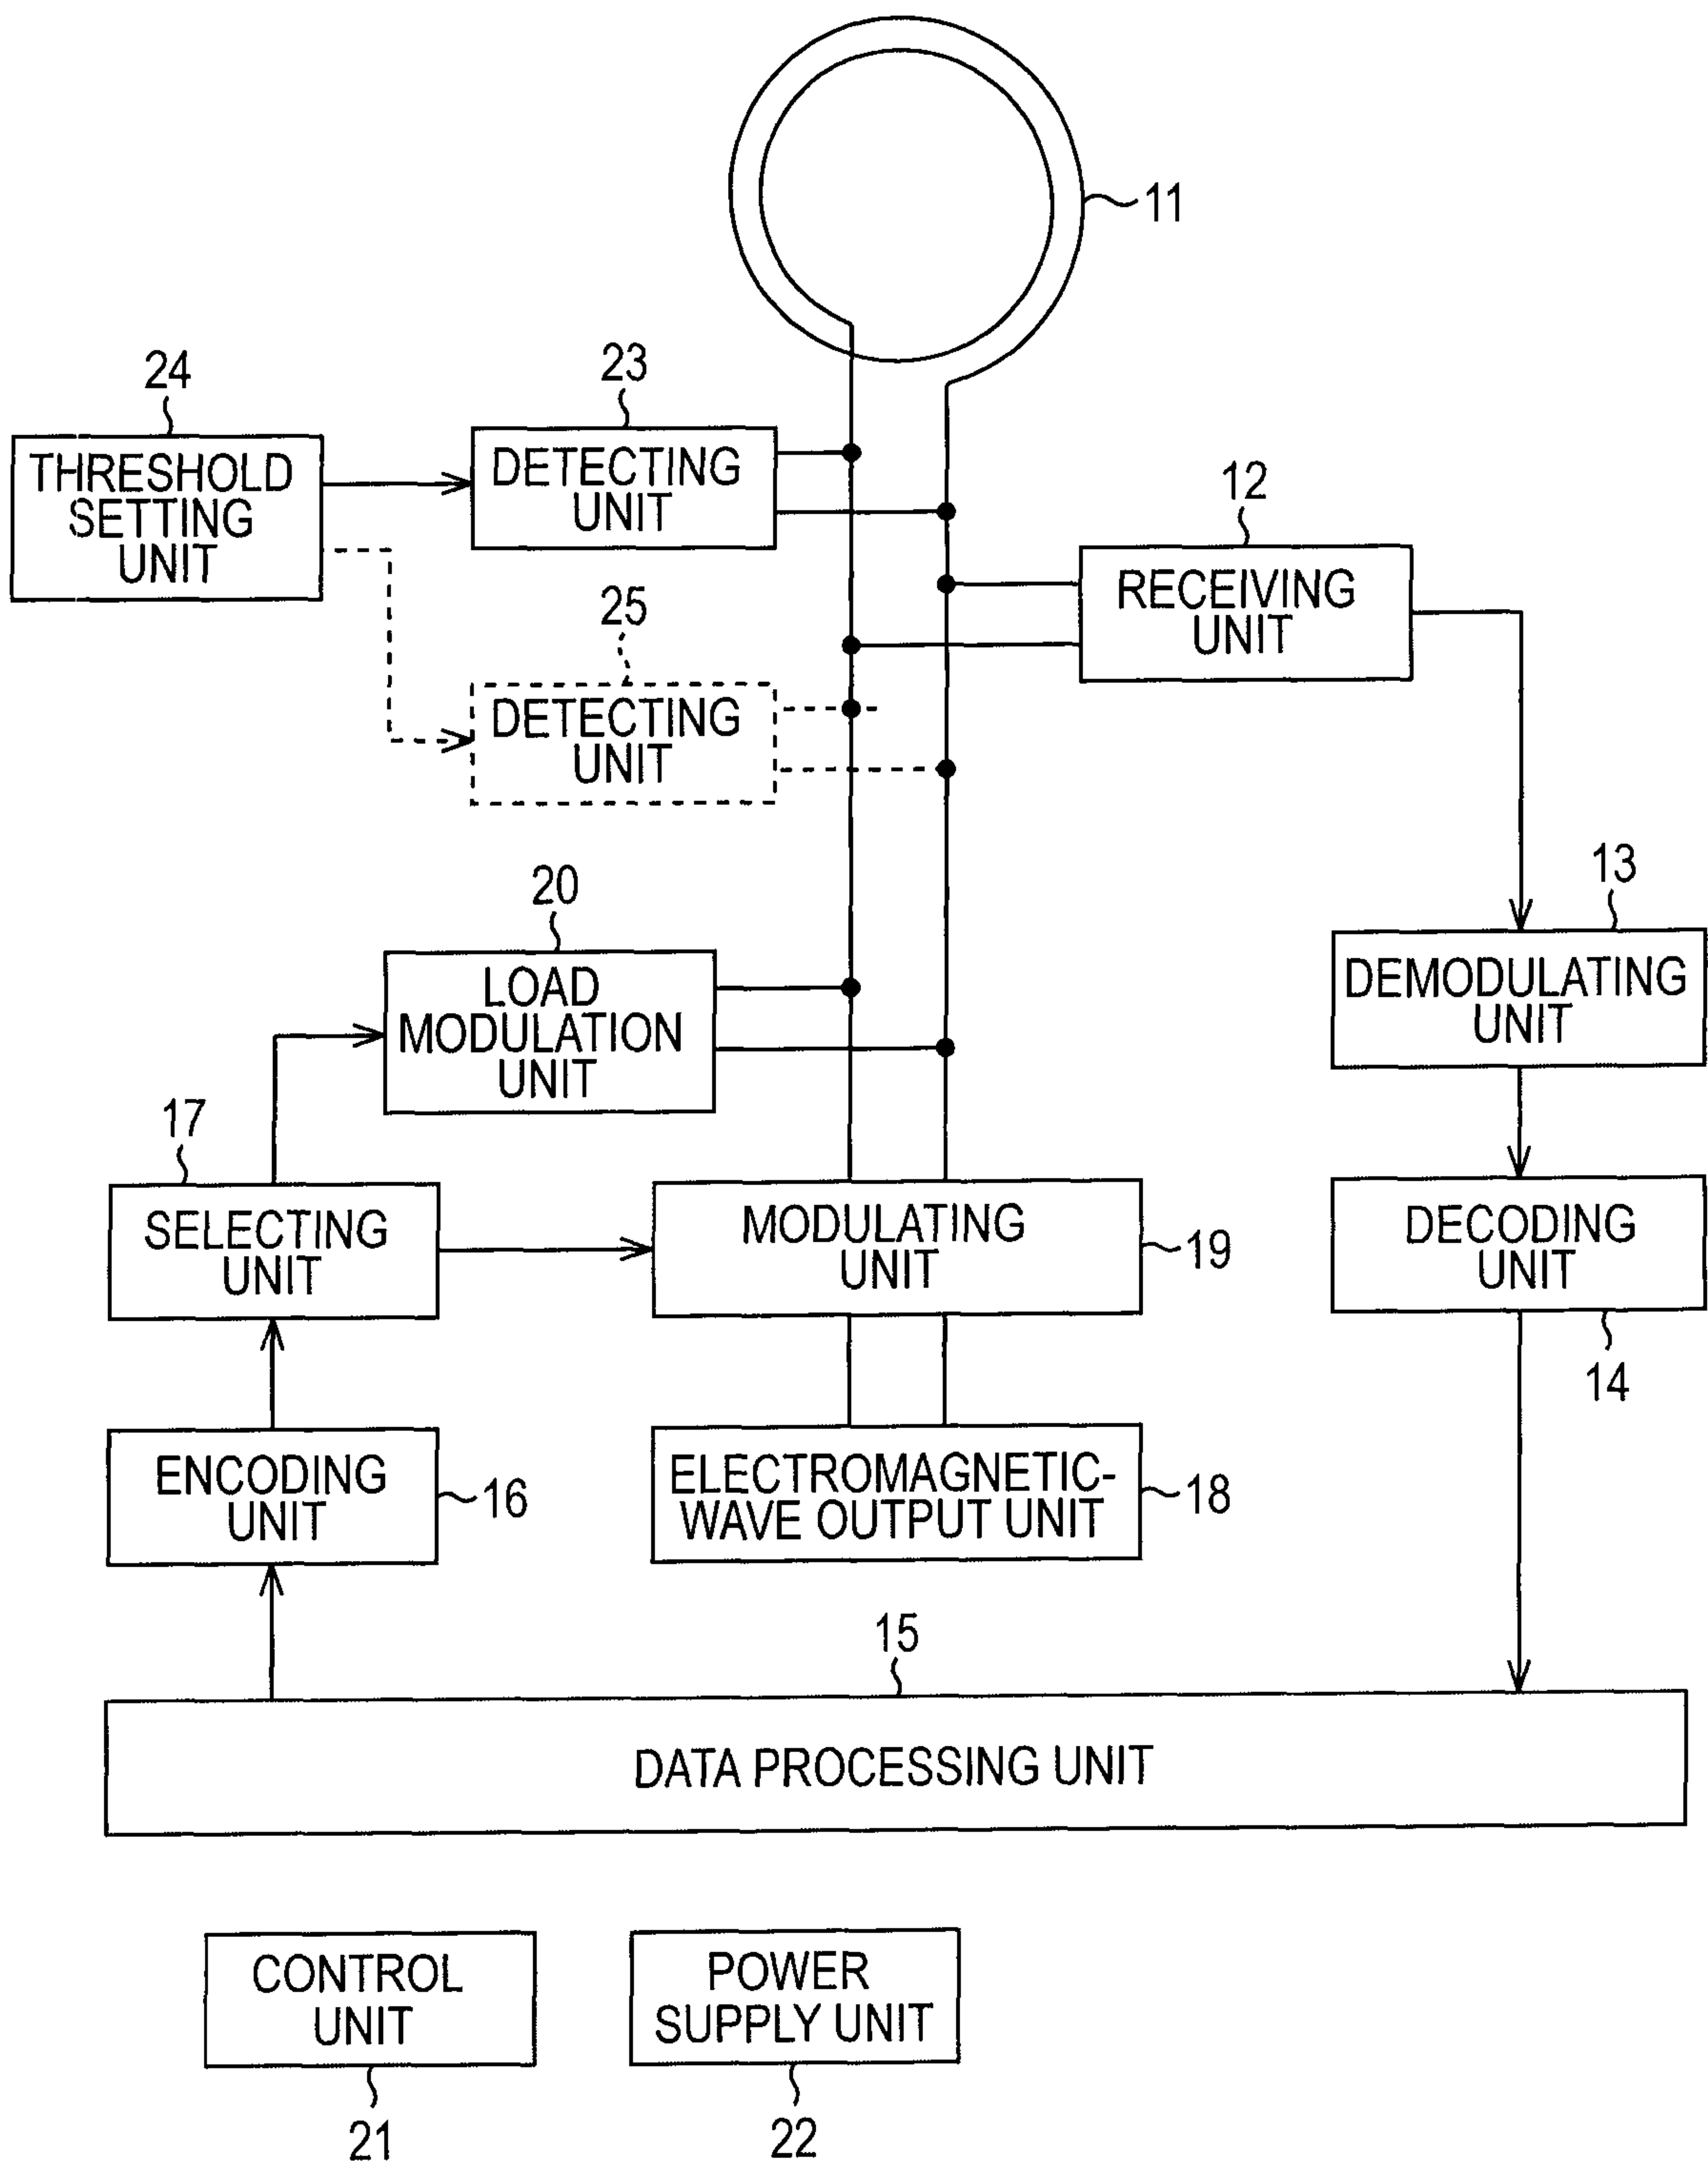 11
24
23
THRESHOLD
SETTING
UNIT
DETECTING
UNIT
12
RECEIVING
UNIT
25
DETECTING
UNIT
20
LOAD
MODULATION
UNIT
13
DEMODULATING
UNIT
17
SELECTING
UNIT
MODULATING
UNIT
19
DECODING
UNIT
14
ENCODING
UNIT
16
ELECTROMAGNETIC-
WAVE OUTPUT UNIT
18
15
DATA PROCESSING UNIT
CONTROL
UNIT
21
POWER
SUPPLY UNIT
22